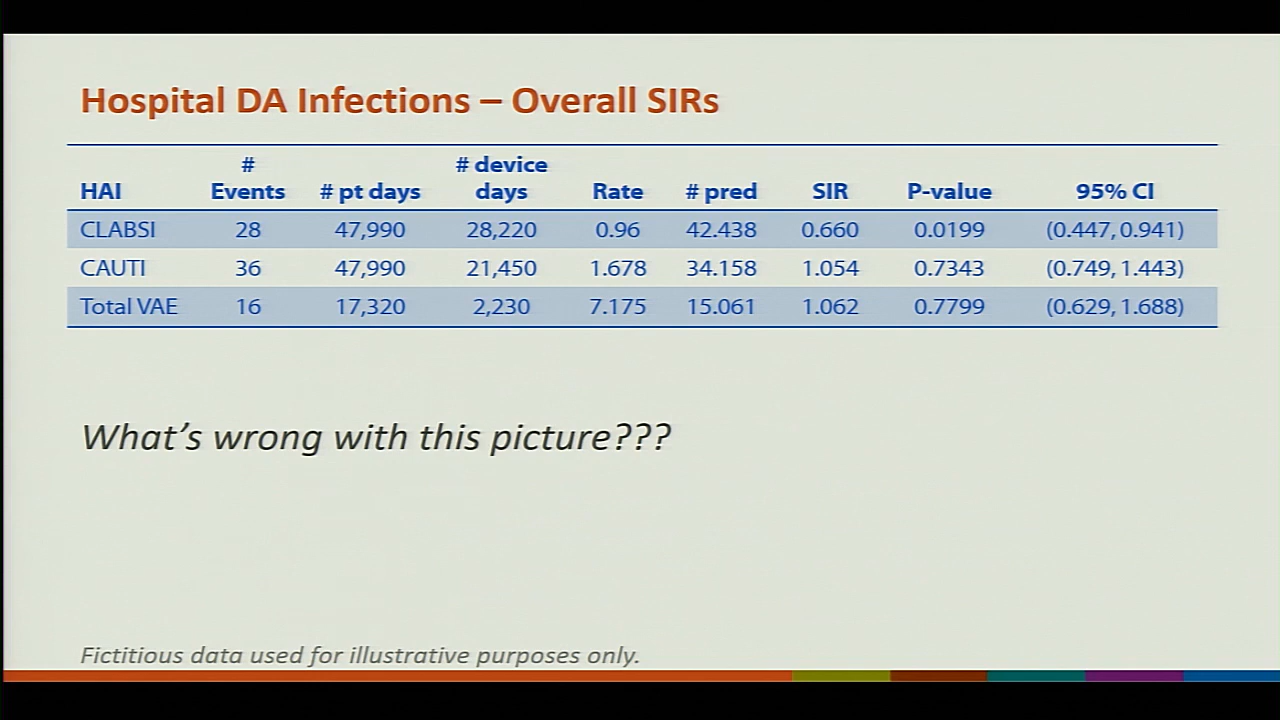 Hospital DA Infections – Overall SIRs
HAI # Events # pt days # device days Rate # pred SIR P-value 95% CI
CLABSI 28 47,990 28,220 0.96 42.438 0.660 0.0199 (0.447, 0.941)
CAUTI 36 47,990 21,450 1.678 34.158 1.054 0.7343 (0.749, 1.443)
Total VAE 16 17,320 2,230 7.175 15.061 1.062 0.7799 (0.629, 1.688)
What's wrong with this picture???
Fictitious data used for illustrative purposes only.